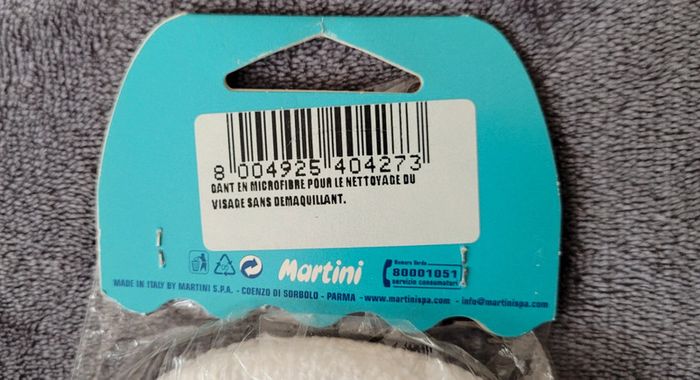 8 004925 404273
GANT EN MICROFIBRE POUR LE NETTOYAGE DU
VISAGE SANS DEMAQUILLANT.
Martini
Numero Verde
80001051
servizio consumatori
MADE IN ITALY BY MARTINI S.P.A. - COENZO DI SORBOLO - PARMA - www.martinispa.com - info@martinispa.com